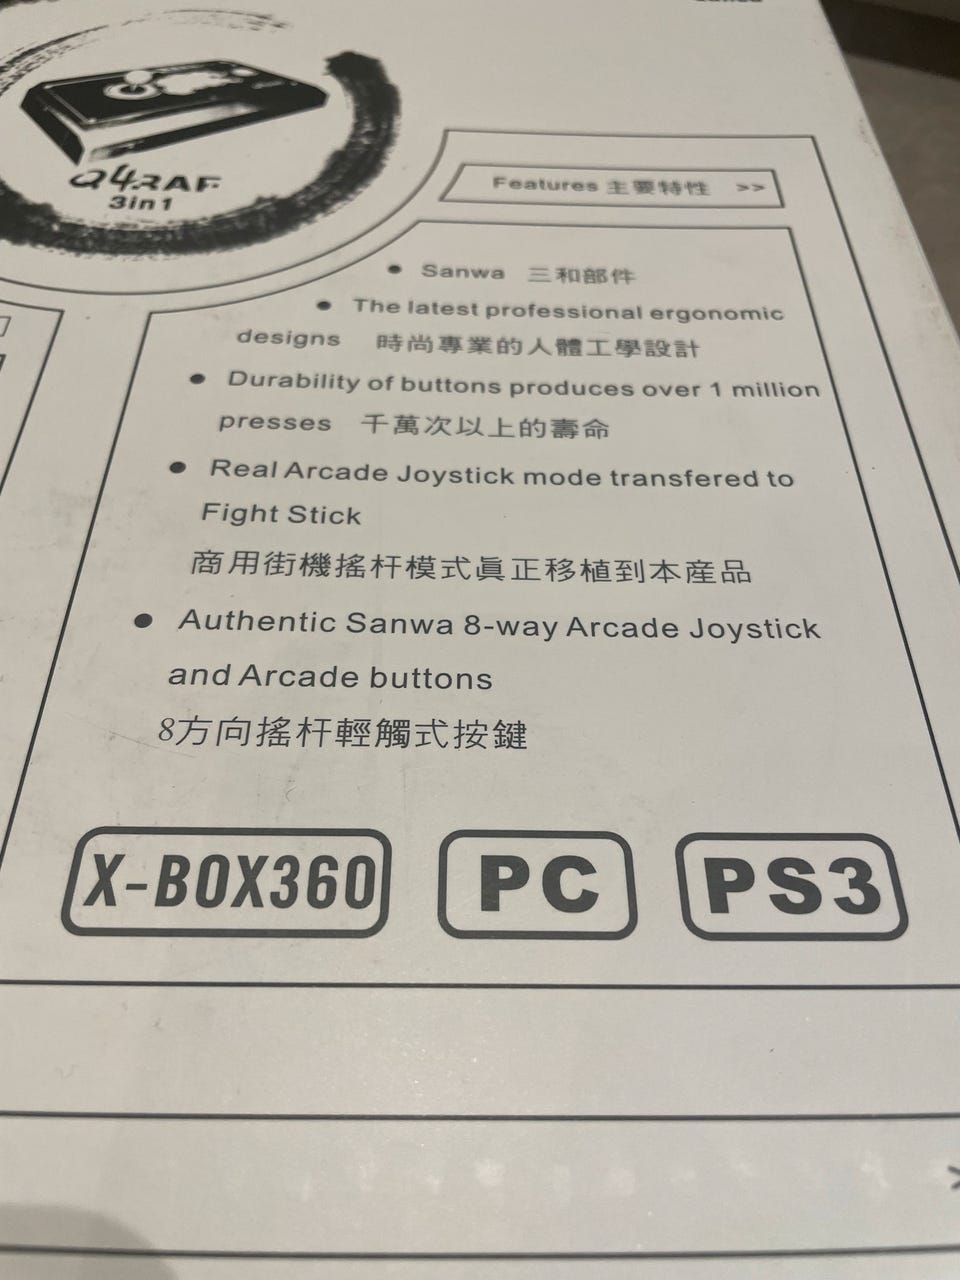 Q4RAF
3in1
Features 主要特性 >>
● Sanwa 三和部件
● The latest professional ergonomic
designs 時尚專業的人體工學設計
● Durability of buttons produces over 1 million
presses 千萬次以上的壽命
● Real Arcade Joystick mode transfered to
Fight Stick
商用街機搖杆模式眞正移植到本産品
● Authentic Sanwa 8-way Arcade Joystick
and Arcade buttons
8方向搖杆輕觸式按鍵
X-BOX360 PC PS3